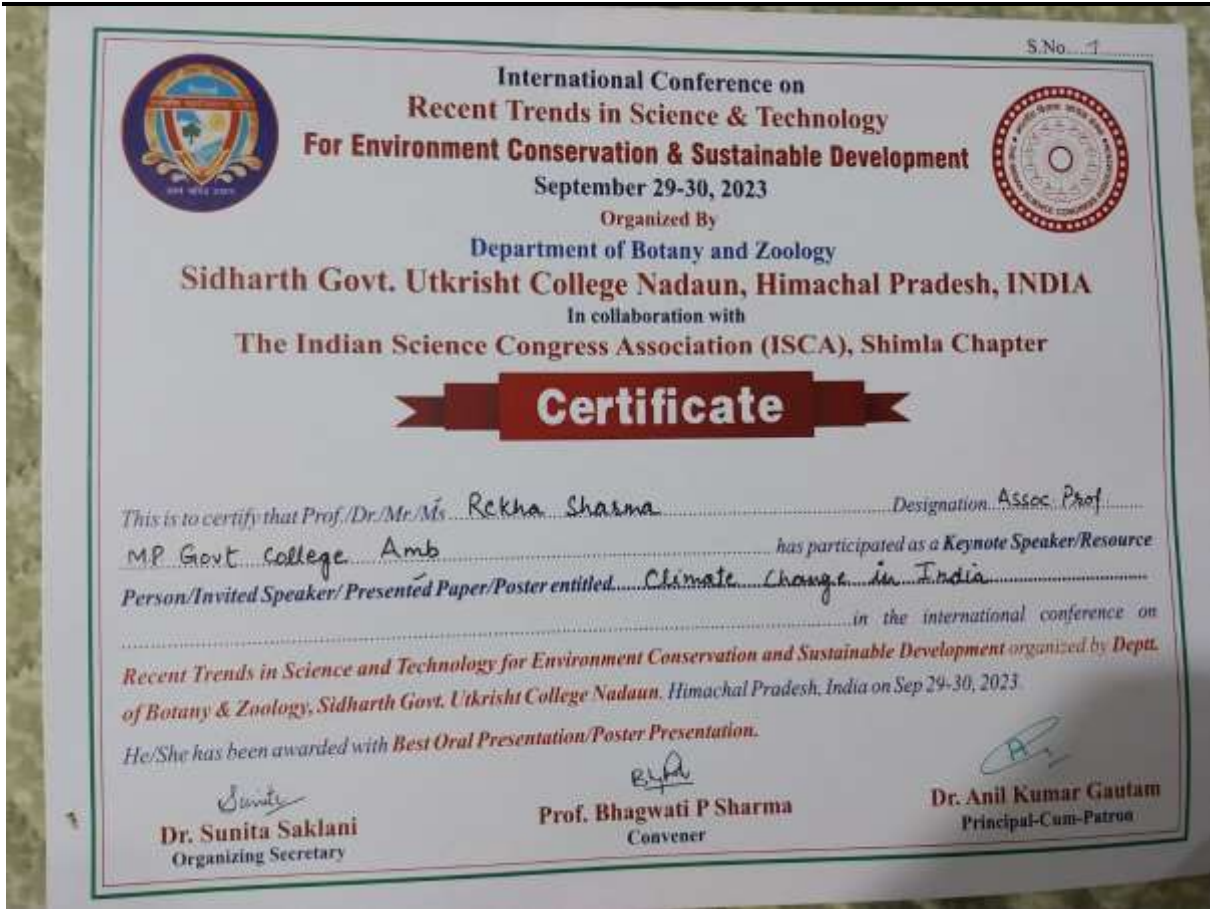 S.No....1..........
International Conference on
Recent Trends in Science & Technology
For Environment Conservation & Sustainable Development
September 29-30, 2023
Organized By
Department of Botany and Zoology
Sidharth Govt. Utkrisht College Nadaun, Himachal Pradesh, INDIA
In collaboration with
The Indian Science Congress Association (ISCA), Shimla Chapter
Certificate
This is to certify that Prof./Dr./Mr./Ms Rekha Sharma Designation Assoc. Prof.
M.P Govt College Amb has participated as a Keynote Speaker/Resource
Person/Invited Speaker/ Presented Paper/Poster entitled Climate Change in India
in the international conference on
Recent Trends in Science and Technology for Environment Conservation and Sustainable Development organized by Deptt.
of Botany & Zoology, Sidharth Govt. Utkrisht College Nadaun, Himachal Pradesh, India on Sep 29-30, 2023.
He/She has been awarded with Best Oral Presentation/Poster Presentation.
Sunita
Dr. Sunita Saklani
Organizing Secretary
Prof. Bhagwati P Sharma
Convener
Dr. Anil Kumar Gautam
Principal-Cum-Patron